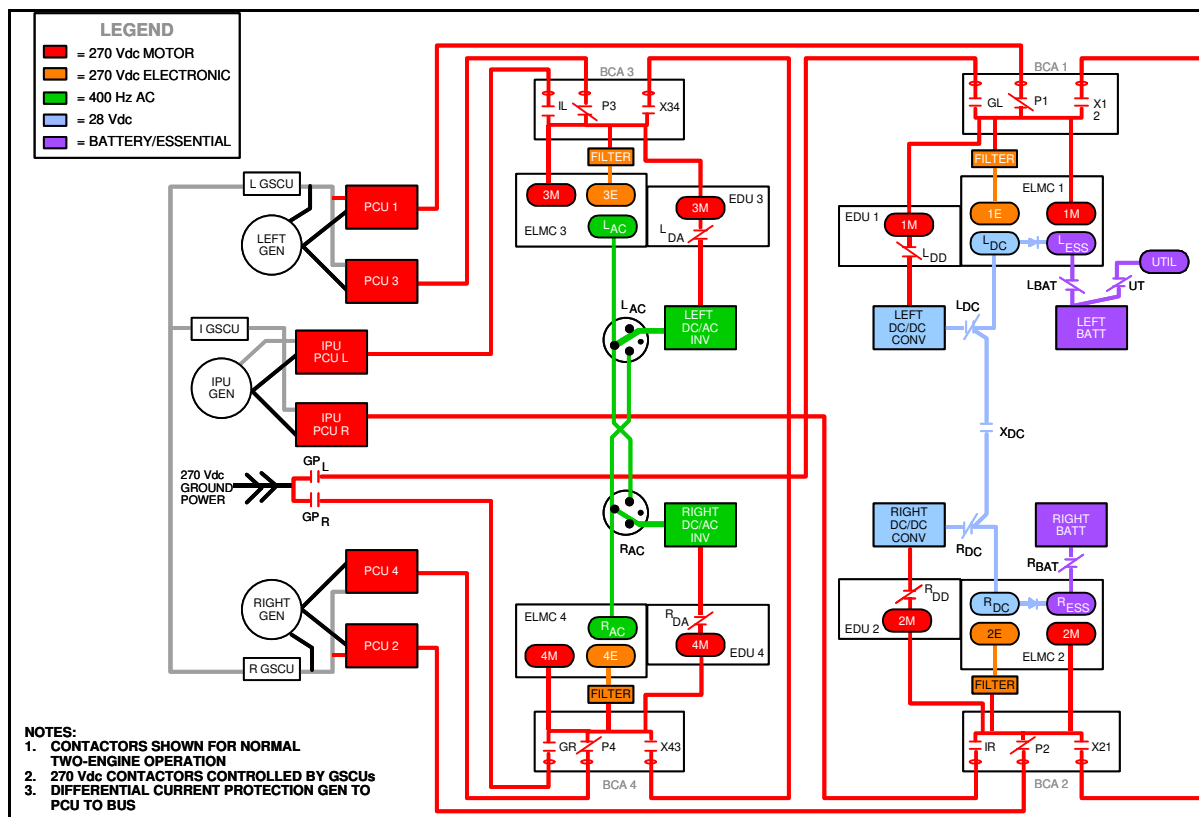 LEGEND
= 270 Vdc MOTOR
= 270 Vdc ELECTRONIC
= 400 Hz AC
= 28 Vdc
= BATTERY/ESSENTIAL
BCA 3
IL
P3
X34
FILTER
3M
3E
LAC
ELMC 3
3M
EDU 3
LDA
BCA 1
GL
P1
X1
2
FILTER
ELMC 1
1E
1M
LDC
LESS
EDU 1
1M
LDD
UTIL
LBAT
UT
LEFT
BATT
LEFT
DC/DC
CONV
LDC
L GSCU
PCU 1
LEFT
GEN
PCU 3
I GSCU
IPU
PCU L
IPU
GEN
IPU
PCU R
LAC
LEFT
DC/AC
INV
XDC
270 Vdc
GROUND
POWER
GPL
GPR
RAC
RIGHT
DC/AC
INV
RIGHT
DC/DC
CONV
RDC
RIGHT
BATT
RBAT
PCU 4
RIGHT
GEN
PCU 2
R GSCU
ELMC 4
RAC
4M
4E
FILTER
RDA
4M
EDU 4
GR
P4
X43
BCA 4
RDD
2M
EDU 2
RDC
RESS
2E
2M
ELMC 2
FILTER
IR
P2
X21
BCA 2
NOTES:
1. CONTACTORS SHOWN FOR NORMAL
TWO-ENGINE OPERATION
2. 270 Vdc CONTACTORS CONTROLLED BY GSCUs
3. DIFFERENTIAL CURRENT PROTECTION GEN TO
PCU TO BUS